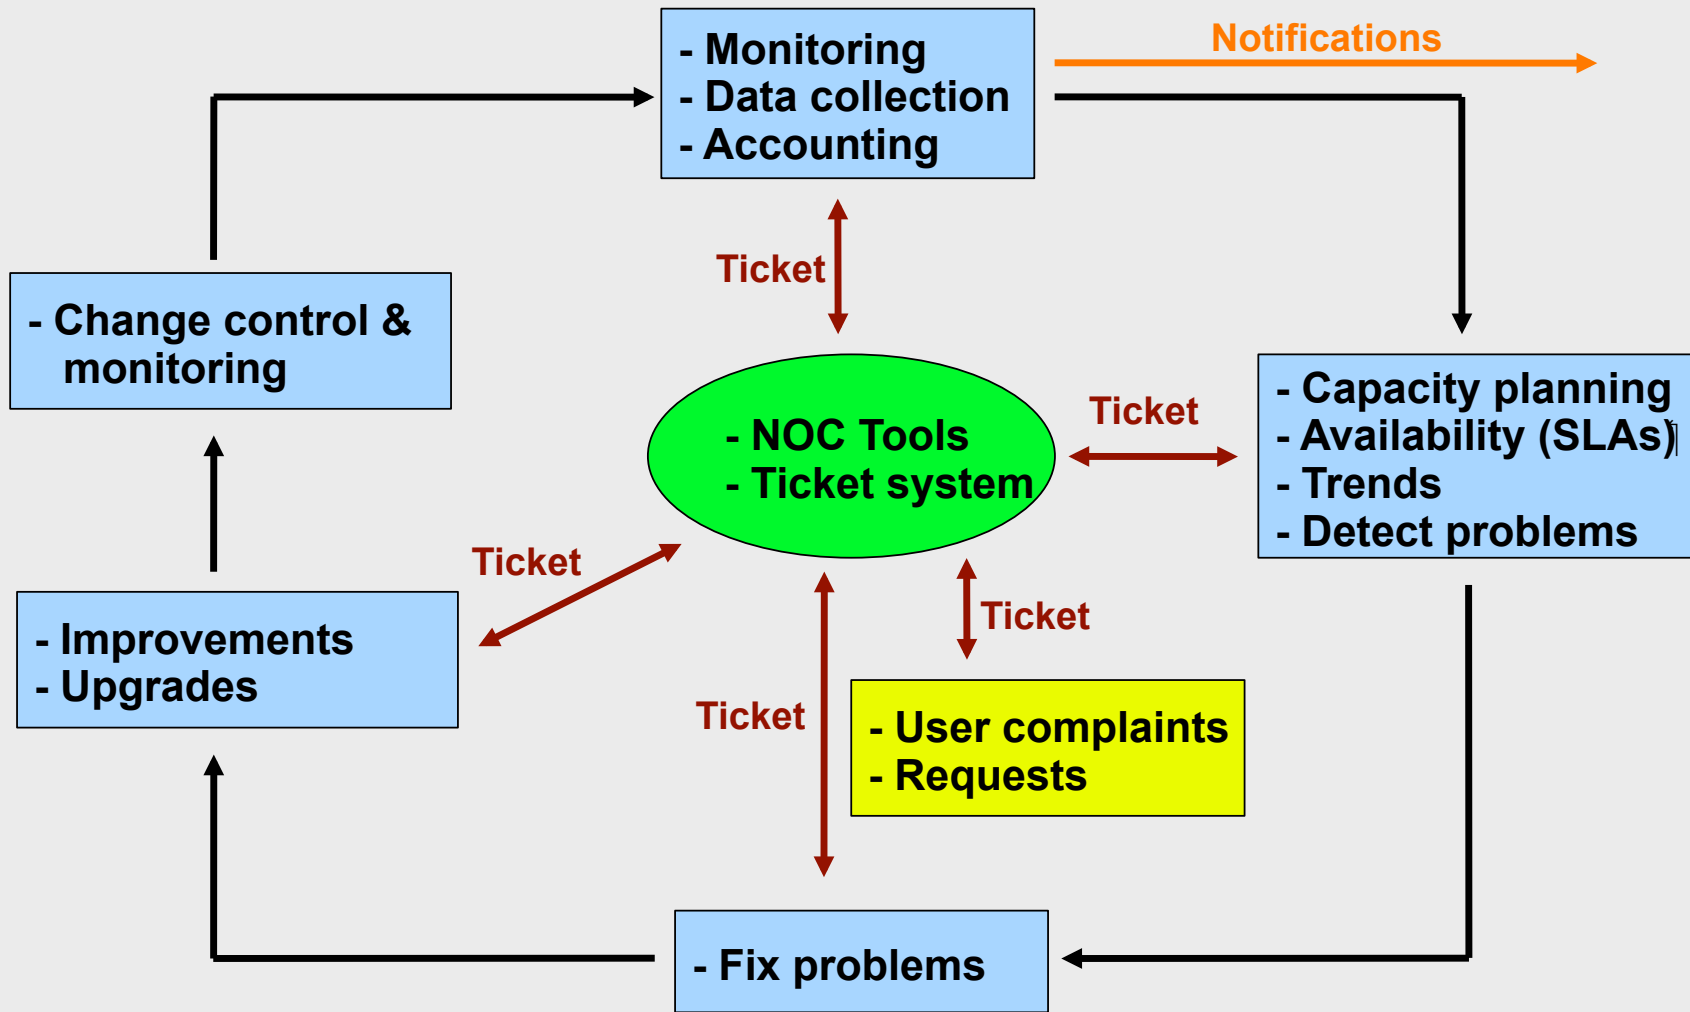 - Monitoring
- Data collection
- Accounting
Notifications
Ticket
- Change control &
monitoring
- NOC Tools
- Ticket system
Ticket
- Capacity planning
- Availability (SLAs)
- Trends
- Detect problems
Ticket
- Improvements
- Upgrades
Ticket
Ticket
- User complaints
- Requests
- Fix problems